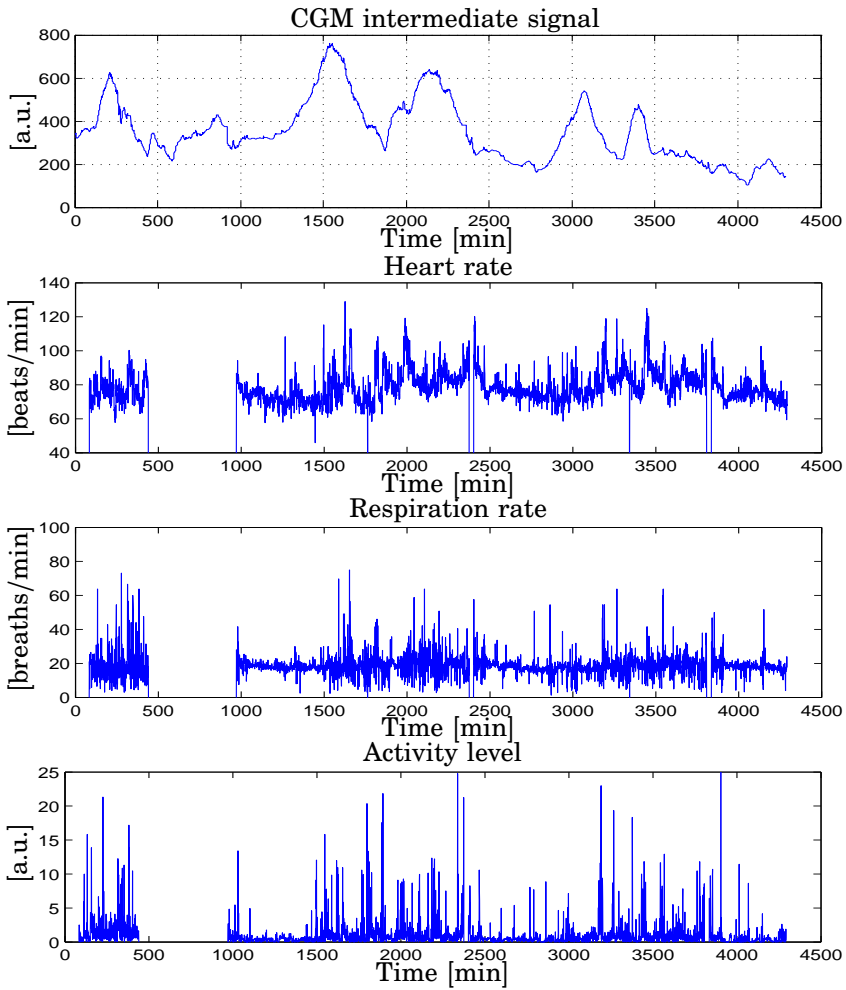 CGM intermediate signal
800
600
400
200
0
[a.u.]
0 500 1000 1500 2000 2500 3000 3500 4000 4500
Time [min]
Heart rate
140
120
100
80
60
40
[beats/min]
0 500 1000 1500 2000 2500 3000 3500 4000 4500
Time [min]
Respiration rate
100
80
60
40
20
0
[breaths/min]
0 500 1000 1500 2000 2500 3000 3500 4000 4500
Time [min]
Activity level
25
20
15
10
5
0
[a.u.]
0 500 1000 1500 2000 2500 3000 3500 4000 4500
Time [min]